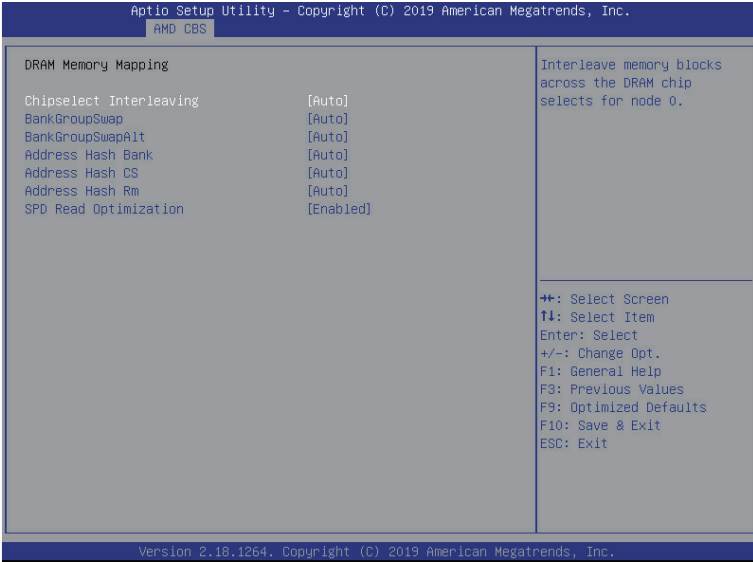 Aptio Setup Utility – Copyright (C) 2019 American Megatrends, Inc.
AMD CBS
DRAM Memory Mapping
Chipselect Interleaving [Auto]
BankGroupSwap [Auto]
BankGroupSwapAlt [Auto]
Address Hash Bank [Auto]
Address Hash CS [Auto]
Address Hash Rm [Auto]
SPD Read Optimization [Enabled]
Interleave memory blocks
across the DRAM chip
selects for node 0.
→←: Select Screen
↑↓: Select Item
Enter: Select
+/-: Change Opt.
F1: General Help
F3: Previous Values
F9: Optimized Defaults
F10: Save & Exit
ESC: Exit
Version 2.18.1264. Copyright (C) 2019 American Megatrends, Inc.